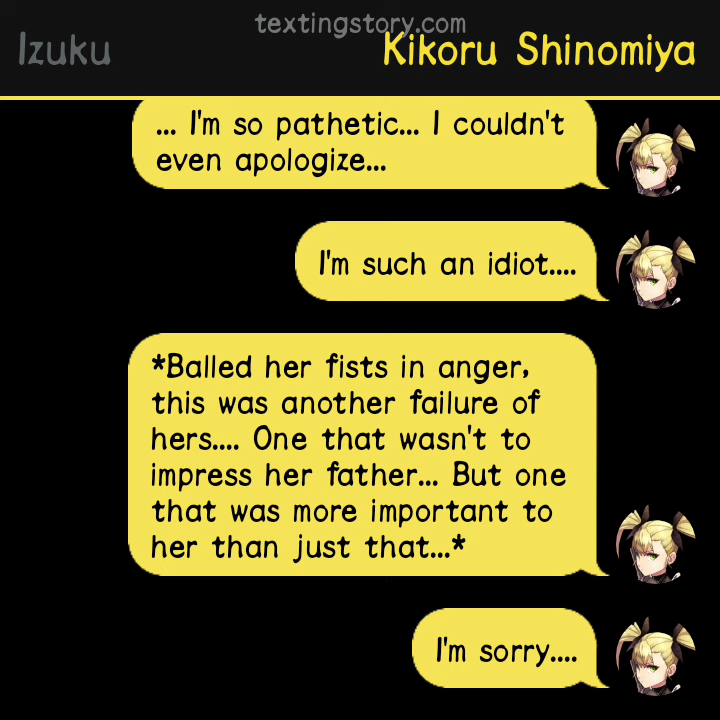 textingstory.com
Izuku
Kikoru Shinomiya
... I'm so pathetic... I couldn't
even apologize...
I'm such an idiot....
*Balled her fists in anger,
this was another failure of
hers.... One that wasn't to
impress her father... But one
that was more important to
her than just that...*
I'm sorry....